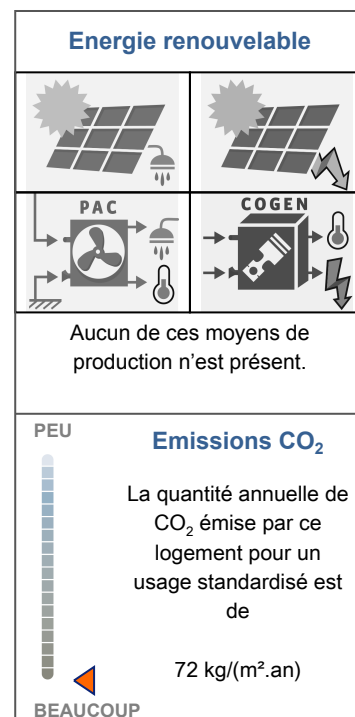 Energie renouvelable
PAC
COGEN
Aucun de ces moyens de
production n’est présent.
PEU
Emissions CO₂
La quantité annuelle de
CO₂ émise par ce
logement pour un
usage standardisé est
de
72 kg/(m².an)
BEAUCOUP